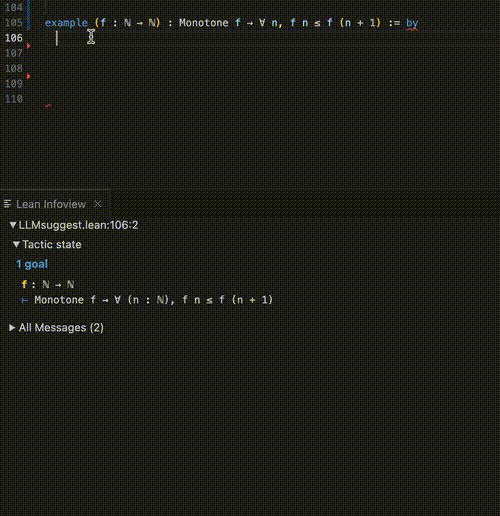 104
105 example (f : ℕ → ℕ) : Monotone f → ∀ n, f n ≤ f (n + 1) := by
106
107
108
109
110
Lean Infoview
LLMsuggest.lean:106:2
Tactic state
1 goal
f : ℕ → ℕ
⊢ Monotone f → ∀ (n : ℕ), f n ≤ f (n + 1)
All Messages (2)